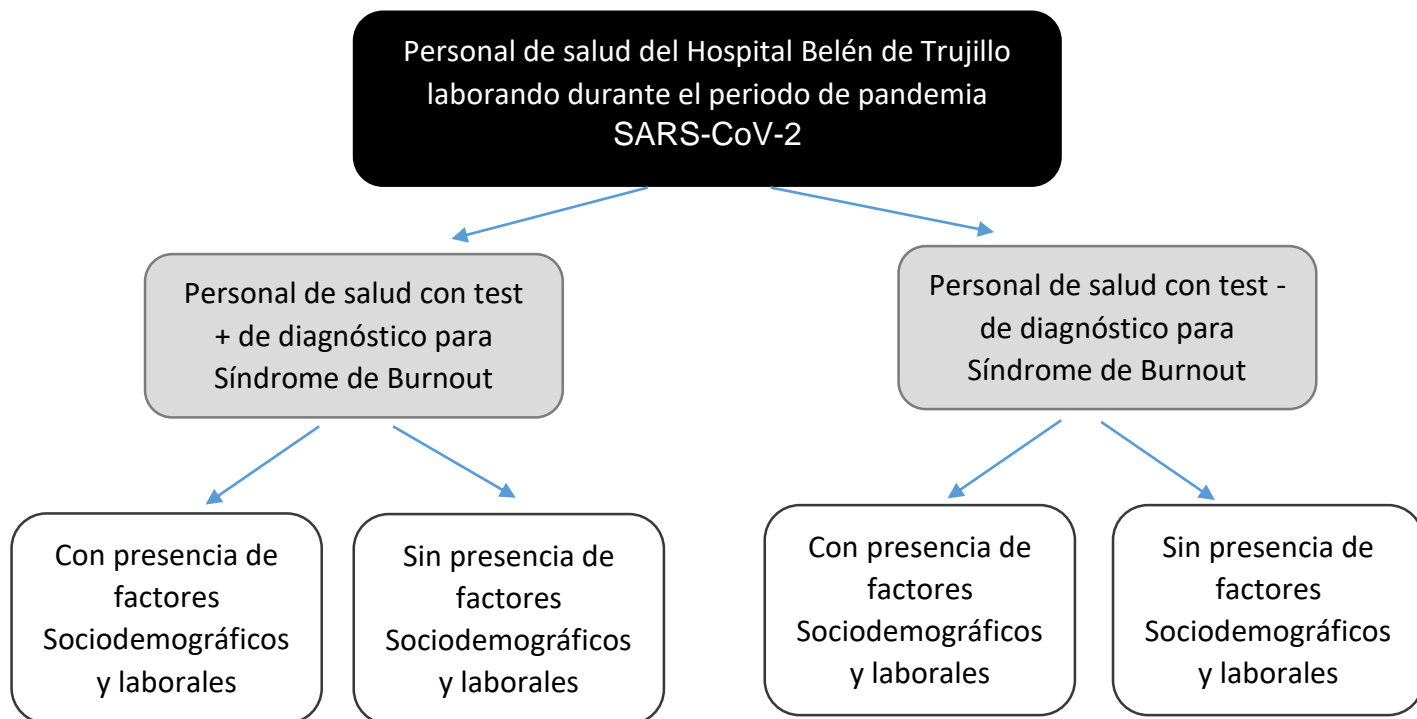 Personal de salud del Hospital Belén de Trujillo
laborando durante el periodo de pandemia
SARS-CoV-2
Personal de salud con test
+ de diagnóstico para
Síndrome de Burnout
Personal de salud con test -
de diagnóstico para
Síndrome de Burnout
Con presencia de
factores
Sociodemográficos
y laborales
Sin presencia de
factores
Sociodemográficos
y laborales
Con presencia de
factores
Sociodemográficos
y laborales
Sin presencia de
factores
Sociodemográficos
y laborales